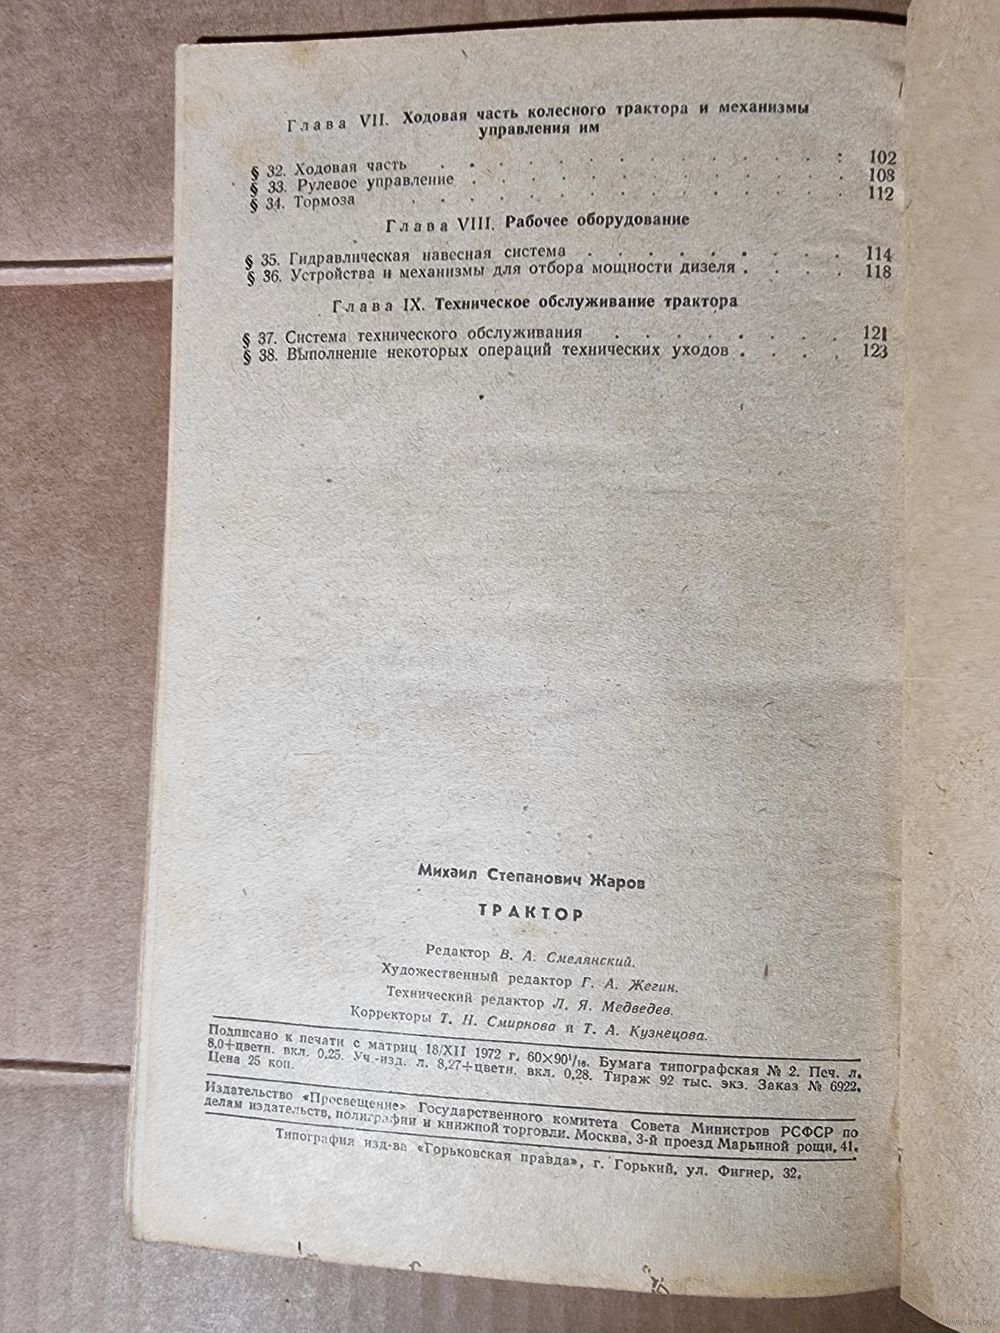 Глава VII. Ходовая часть колесного трактора и механизмы
управления им
§ 32. Ходовая часть . . . . . . . . . . . . . . 102
§ 33. Рулевое управление . . . . . . . . . . . . . 108
§ 34. Тормоза . . . . . . . . . . . . . . . 112
Глава VIII. Рабочее оборудование
§ 35. Гидравлическая навесная система . . . . . . . . . 114
§ 36. Устройства и механизмы для отбора мощности дизеля . . . . 118
Глава IX. Техническое обслуживание трактора
§ 37. Система технического обслуживания . . . . . . . . 121
§ 38. Выполнение некоторых операций технических уходов . . . . 123
Михаил Степанович Жаров
ТРАКТОР
Редактор В. А. Смелянский.
Художественный редактор Г. А. Жегин.
Технический редактор Л. Я. Медведев.
Корректоры Т. Н. Смирнова и Т. А. Кузнецова.
Подписано к печати с матриц 18/XII 1972 г. 60×90¹/₁₆. Бумага типографская № 2. Печ. л.
8,0+цветн. вкл. 0,25. Уч.-изд. л. 8,27+цветн. вкл. 0,28. Тираж 92 тыс. экз. Заказ № 6922.
Цена 25 коп.
Издательство «Просвещение» Государственного комитета Совета Министров РСФСР по
делам издательств, полиграфии и книжной торговли. Москва, 3-й проезд Марьиной рощи, 41.
Типография изд-ва «Горьковская правда», г. Горький, ул. Фигнер, 32.
www.ay.by